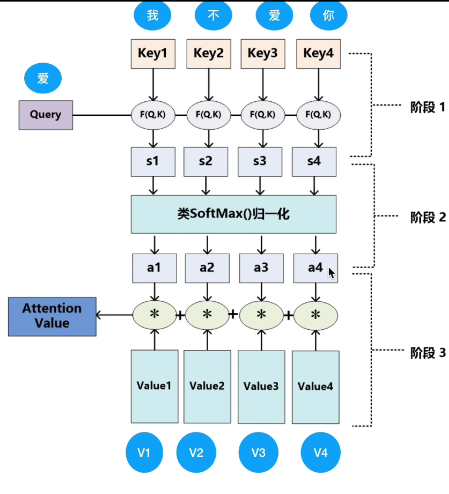 我 不 爱 你
Key1 Key2 Key3 Key4
爱
Query
F(Q,K) F(Q,K) F(Q,K) F(Q,K)
阶段 1
s1 s2 s3 s4
类SoftMax()归一化
阶段 2
a1 a2 a3 a4
Attention
Value
* + * + * + *
阶段 3
Value1 Value2 Value3 Value4
V1 V2 V3 V4